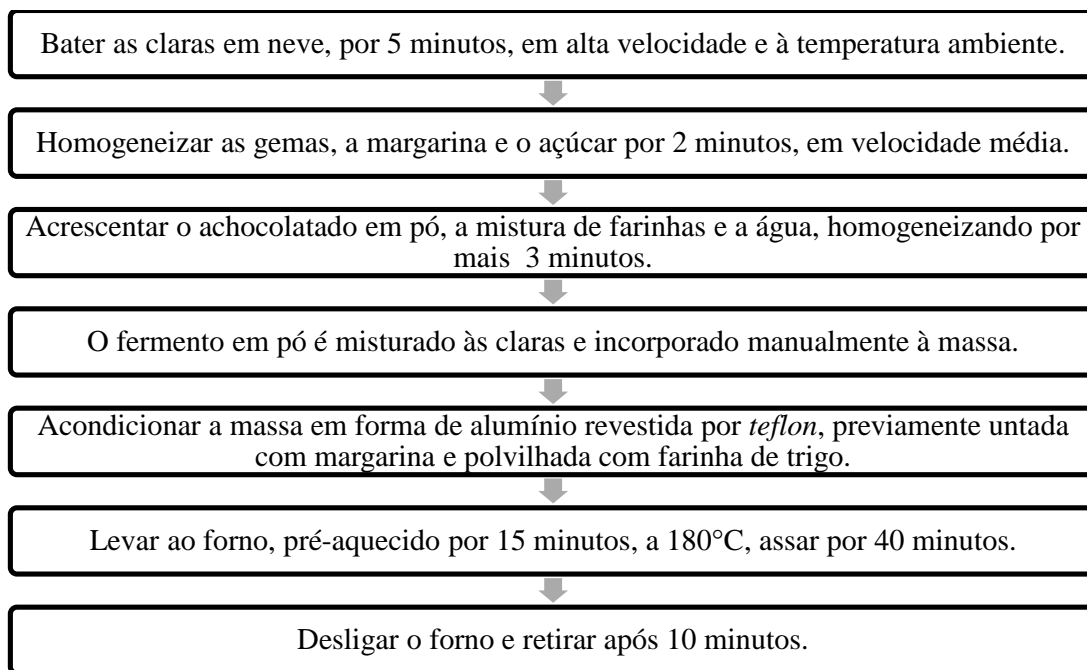 Bater as claras em neve, por 5 minutos, em alta velocidade e à temperatura ambiente.
Homogeneizar as gemas, a margarina e o açúcar por 2 minutos, em velocidade média.
Acrescentar o achocolatado em pó, a mistura de farinhas e a água, homogeneizando por
mais 3 minutos.
O fermento em pó é misturado às claras e incorporado manualmente à massa.
Acondicionar a massa em forma de alumínio revestida por teflon, previamente untada
com margarina e polvilhada com farinha de trigo.
Levar ao forno, pré-aquecido por 15 minutos, a 180°C, assar por 40 minutos.
Desligar o forno e retirar após 10 minutos.